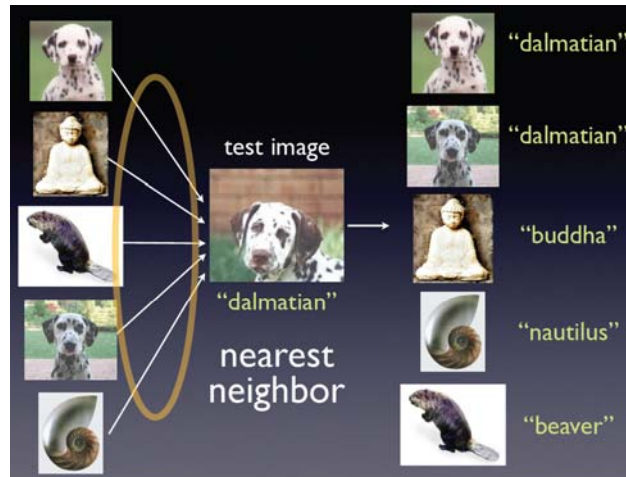 test image
“dalmatian”
nearest
neighbor
“dalmatian”
“dalmatian”
“buddha”
“nautilus”
“beaver”